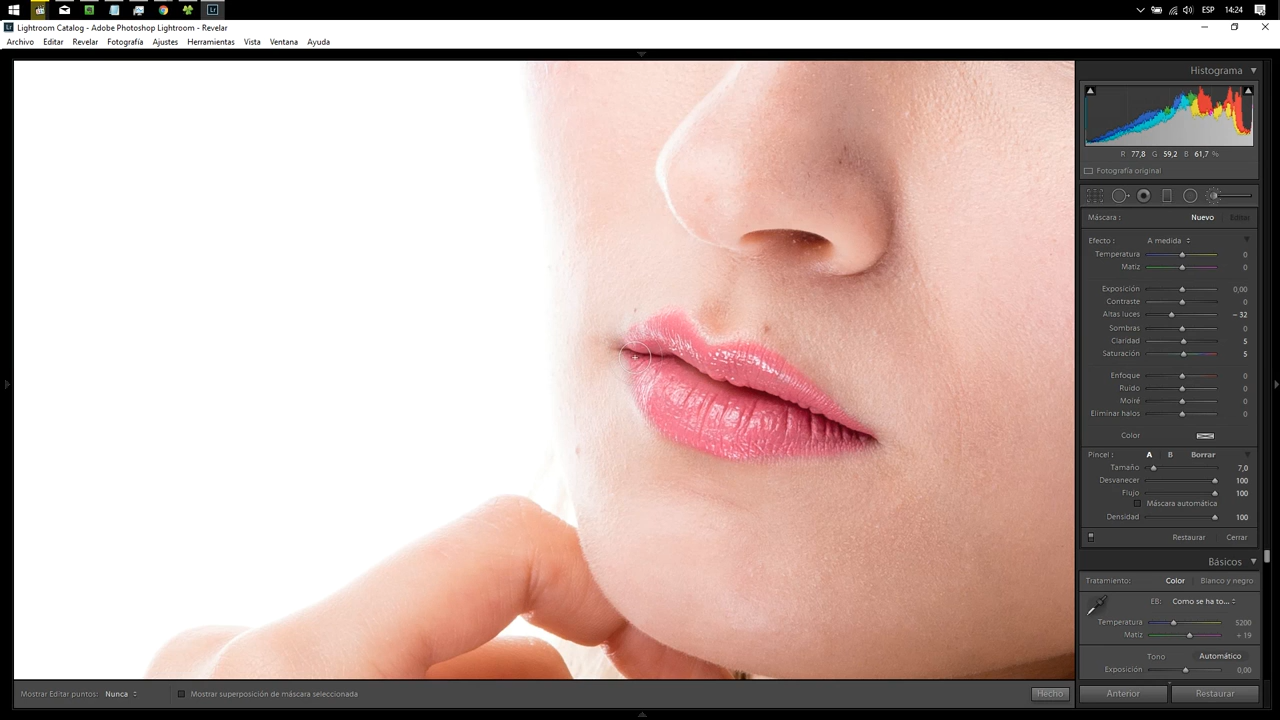 ESP 14:24
Lightroom Catalog - Adobe Photoshop Lightroom - Revelar
Archivo Editar Revelar Fotografía Ajustes Herramientas Vista Ventana Ayuda
Histograma
R 77,8 G 59,2 B 61,7 %
Fotografía original
Máscara : Nuevo Editar
Efecto : A medida
Temperatura 0
Matiz 0
Exposición 0,00
Contraste 0
Altas luces − 32
Sombras 0
Claridad 5
Saturación 5
Enfoque 0
Ruido 0
Moiré 0
Eliminar halos 0
Color
Pincel : A B Borrar
Tamaño 7,0
Desvanecer 100
Flujo 100
Máscara automática
Densidad 100
Restaurar Cerrar
Básicos
Tratamiento: Color Blanco y negro
EB: Como se ha to...
Temperatura 5200
Matiz + 19
Tono Automático
Exposición 0,00
Mostrar Editar puntos: Nunca Mostrar superposición de máscara seleccionada Hecho Anterior Restaurar